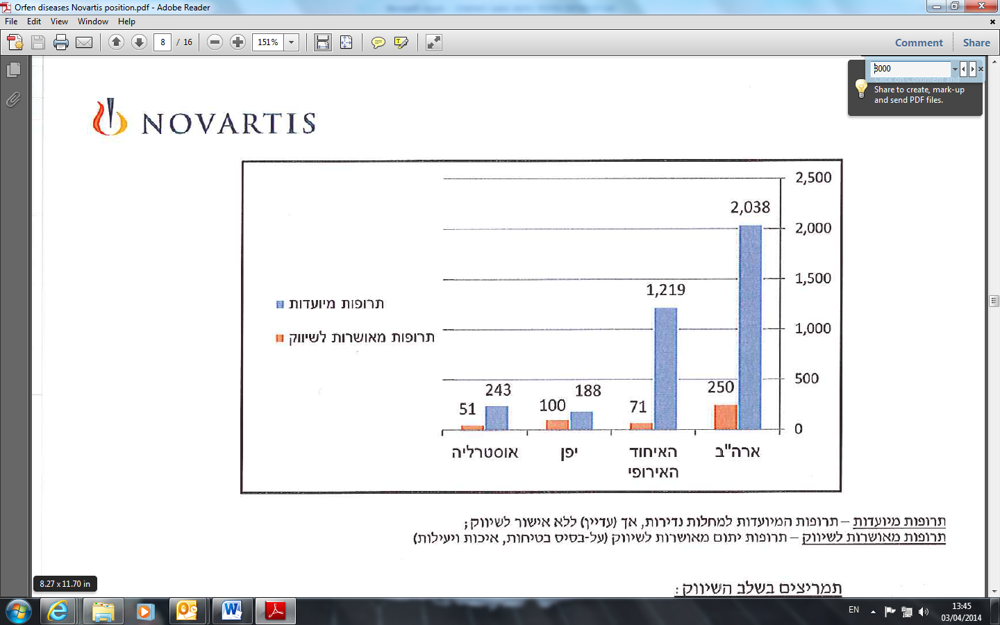 Orfen diseases Novartis position.pdf - Adobe Reader
File Edit View Window Help
8 / 16 151% Comment Share
3000
Click on Comment and
Share to create, mark-up
and send PDF files.
NOVARTIS
2,500
2,000
1,500
1,000
500
0
2,038
250
1,219
71
188
100
243
51
תרופות מיועדות
תרופות מאושרות לשיווק
ארה"ב
האיחוד
האירופי
יפן
אוסטרליה
תרופות מיועדות – תרופות המיועדות למחלות נדירות, אך (עדיין) ללא אישור לשיווק;
תרופות מאושרות לשיווק – תרופות יתום מאושרות לשיווק (על-בסיס בטיחות, איכות ויעילות)
תמריצים בשלב השיווק:
8.27 x 11.70 in
EN
13:45
03/04/2014